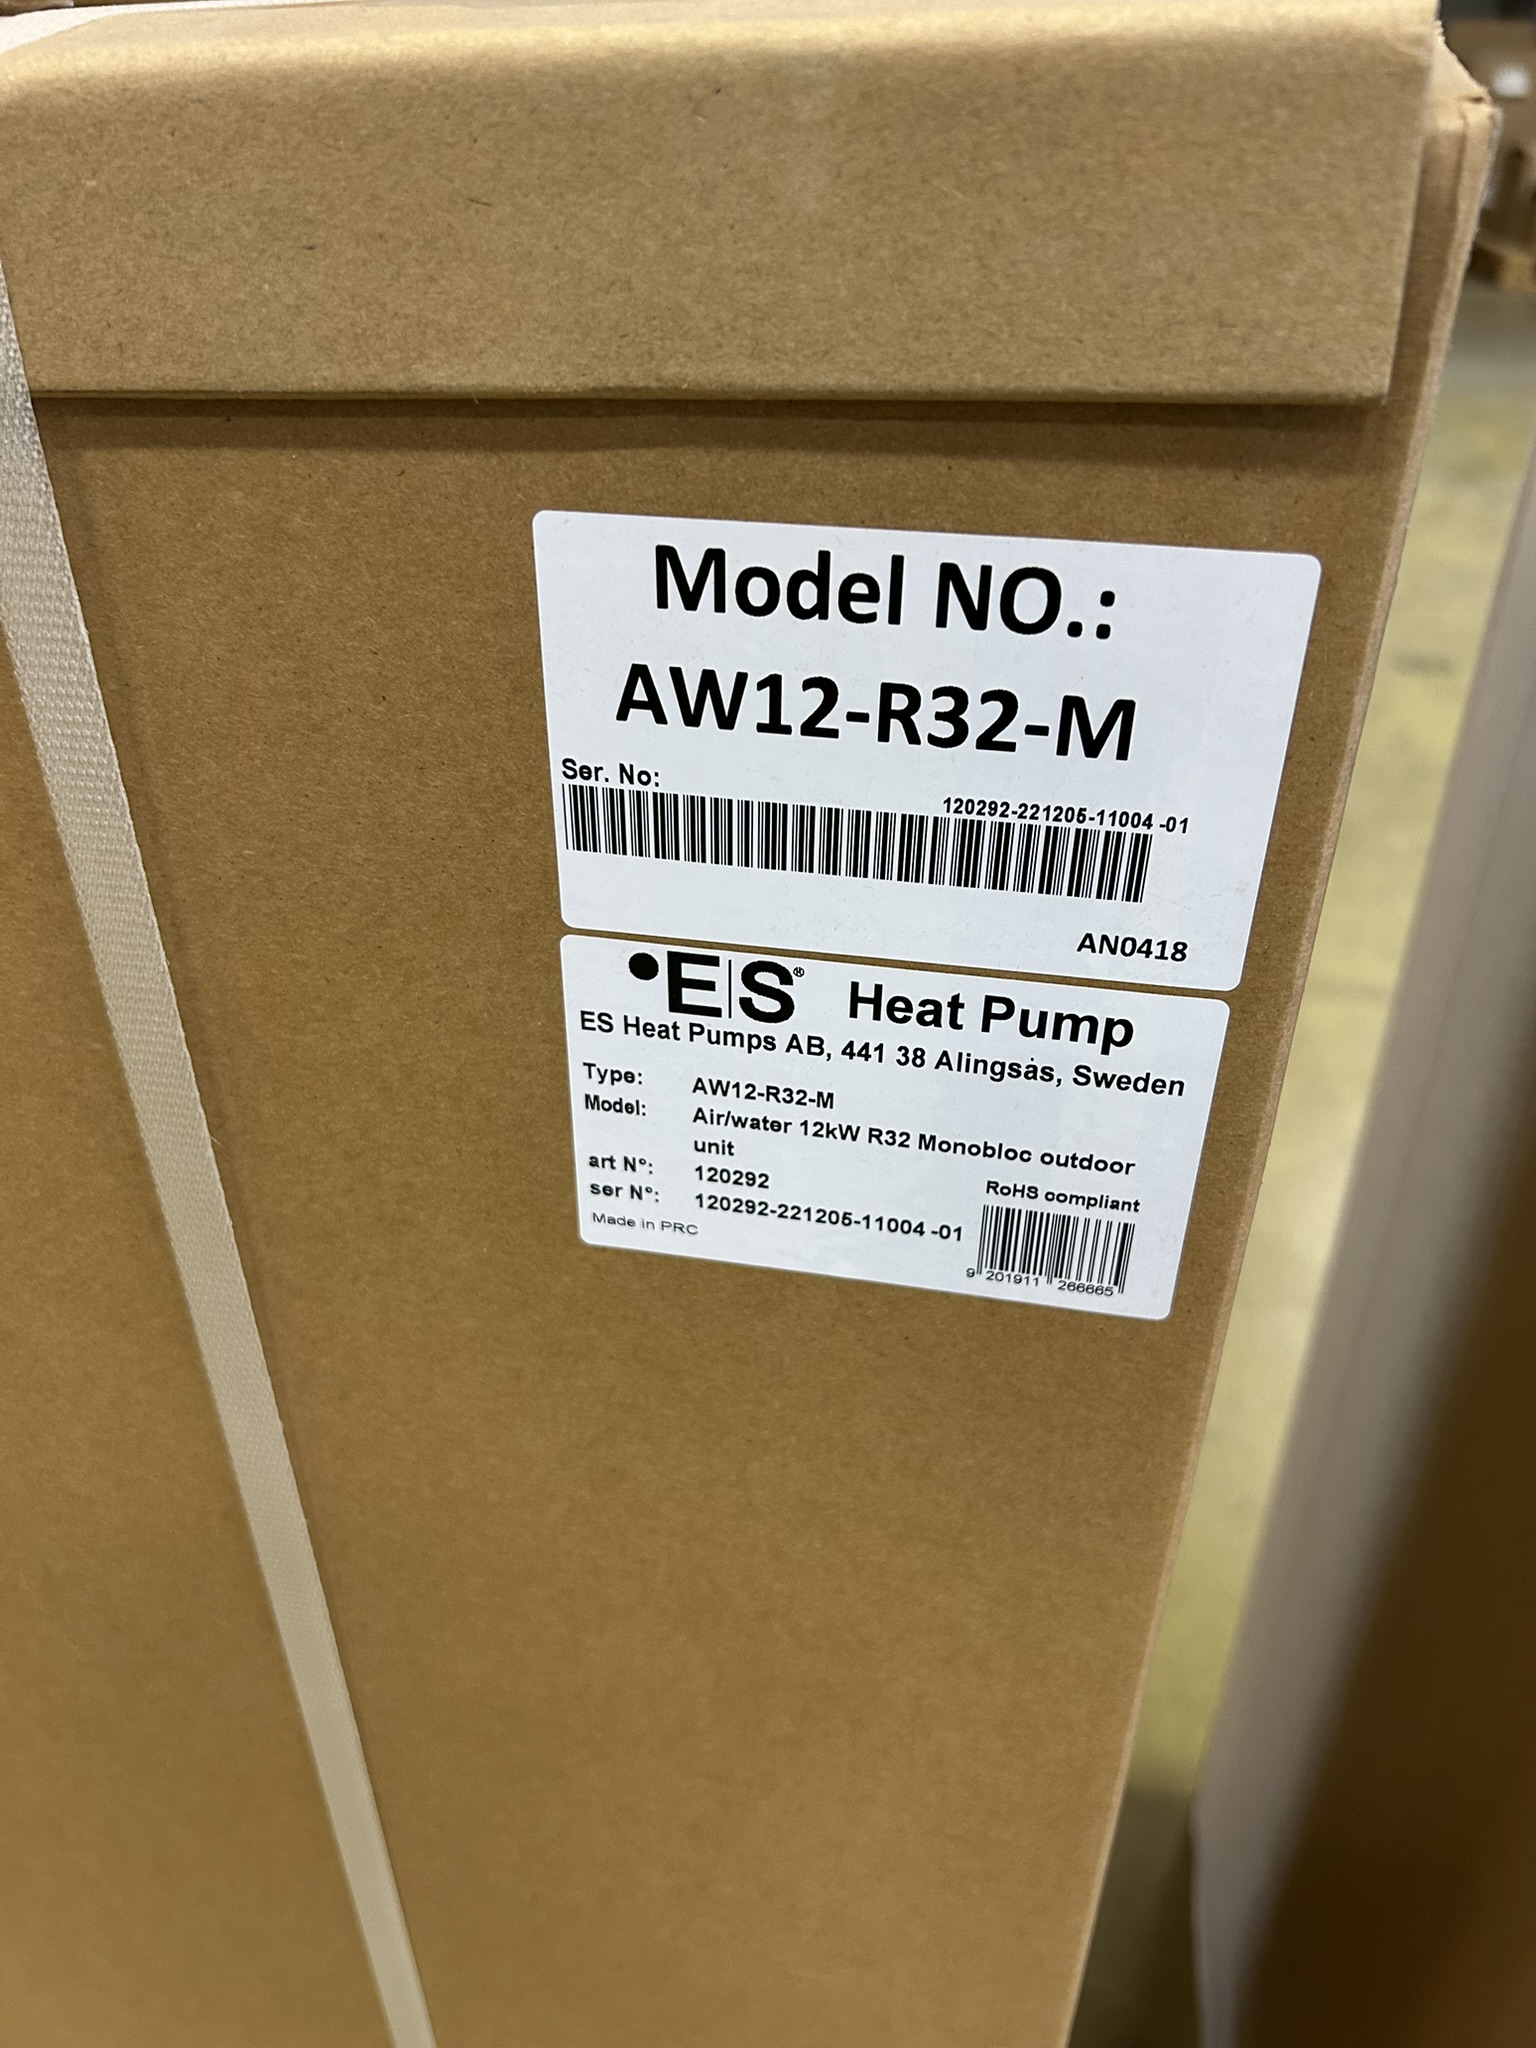 Model NO.:
AW12-R32-M
Ser. No:
120292-221205-11004 -01
AN0418
E|S® Heat Pump
ES Heat Pumps AB, 441 38 Alingsås, Sweden
Type: AW12-R32-M
Model: Air/water 12kW R32 Monobloc outdoor
unit
art N°: 120292
RoHS compliant
ser N°: 120292-221205-11004 -01
Made in PRC
9 201911 266665